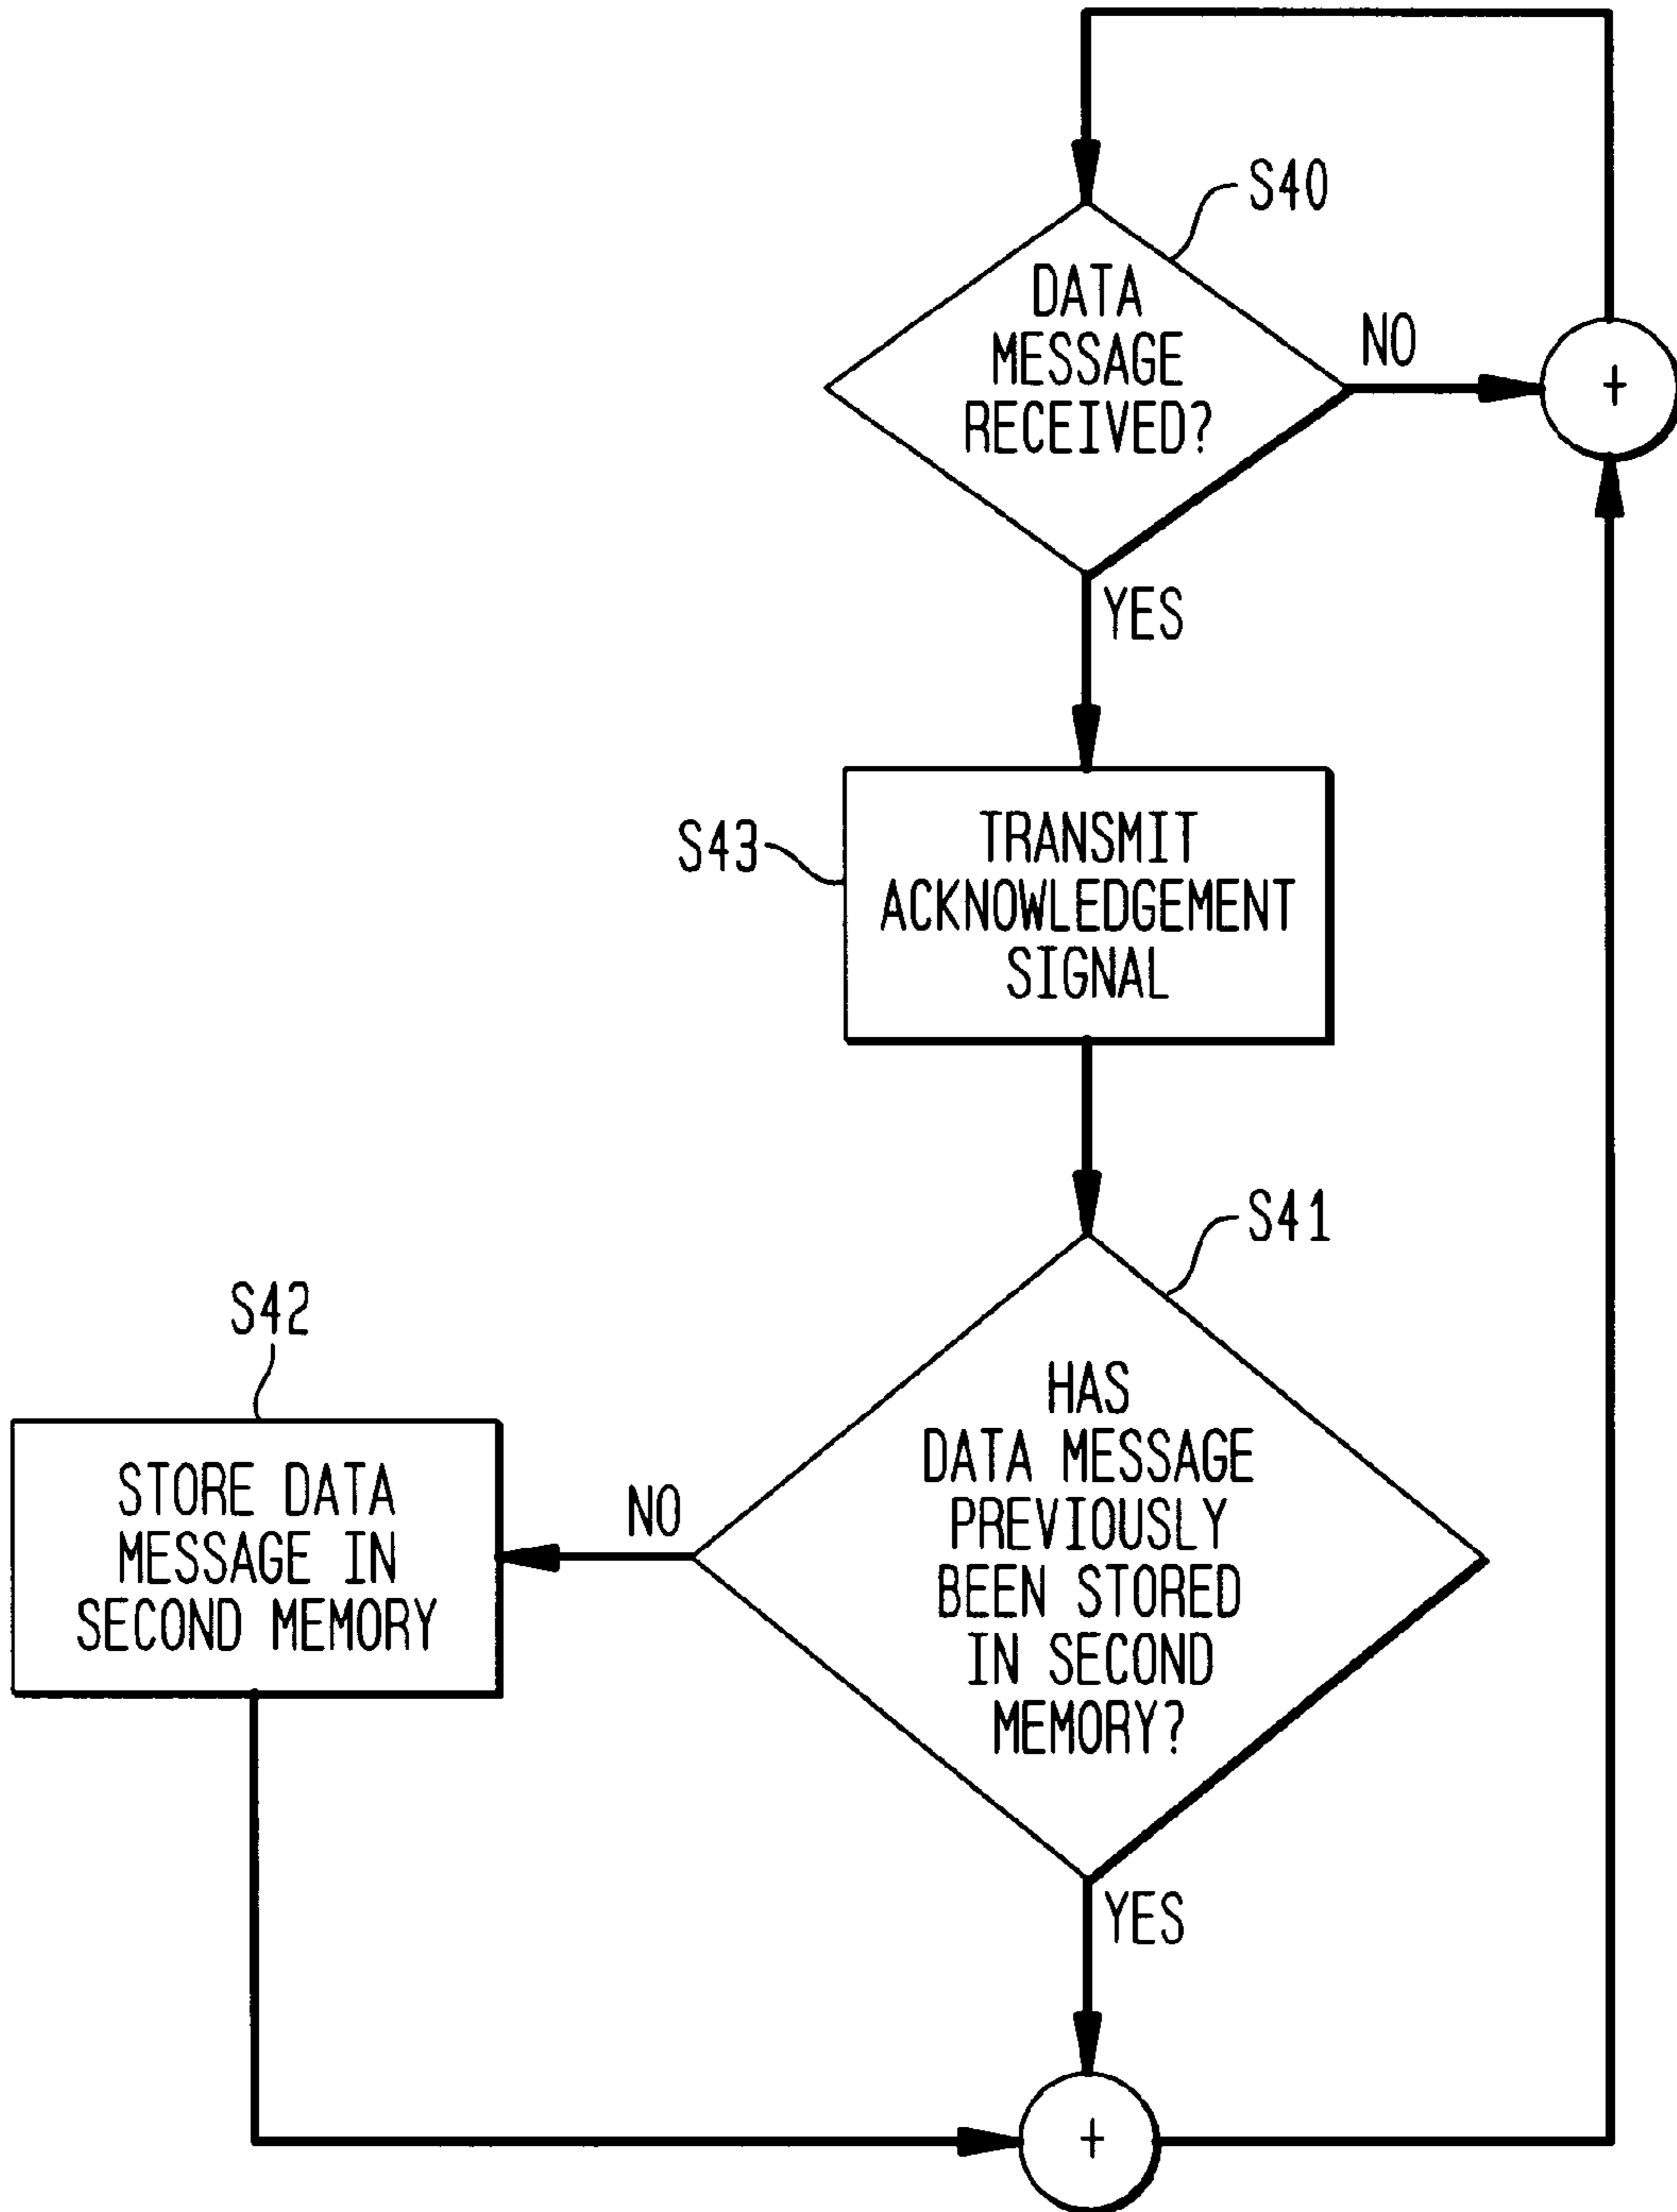 S40
DATA
MESSAGE
RECEIVED?
NO
+
YES
S43
TRANSMIT
ACKNOWLEDGEMENT
SIGNAL
S41
S42
HAS
DATA MESSAGE
PREVIOUSLY
BEEN STORED
IN SECOND
MEMORY?
NO
STORE DATA
MESSAGE IN
SECOND MEMORY
YES
+